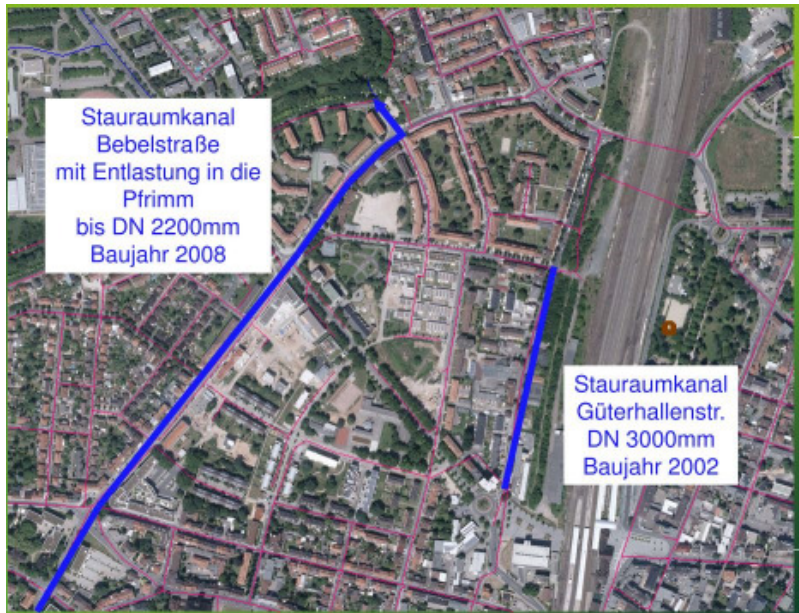 Stauraumkanal
Bebelstraße
mit Entlastung in die
Pfrimm
bis DN 2200mm
Baujahr 2008
Stauraumkanal
Güterhallenstr.
DN 3000mm
Baujahr 2002